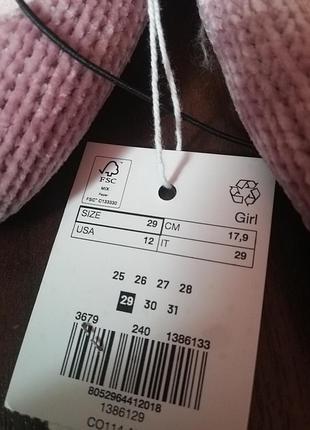 FSC
MIX
Paper
FSC® C133330
Girl
SIZE 29 CM 17,9
USA 12 IT 29
25 26 27 28
29 30 31
3679 240 1386133
8052964412018
1386129